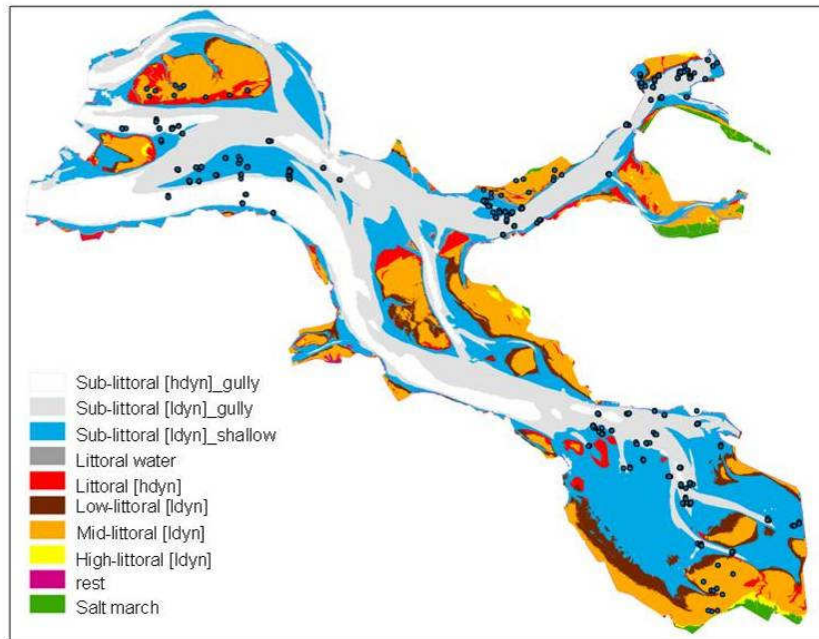 Sub-littoral [hdyn]_gully
Sub-littoral [ldyn]_gully
Sub-littoral [ldyn]_shallow
Littoral water
Littoral [hdyn]
Low-littoral [ldyn]
Mid-littoral [ldyn]
High-littoral [ldyn]
rest
Salt march